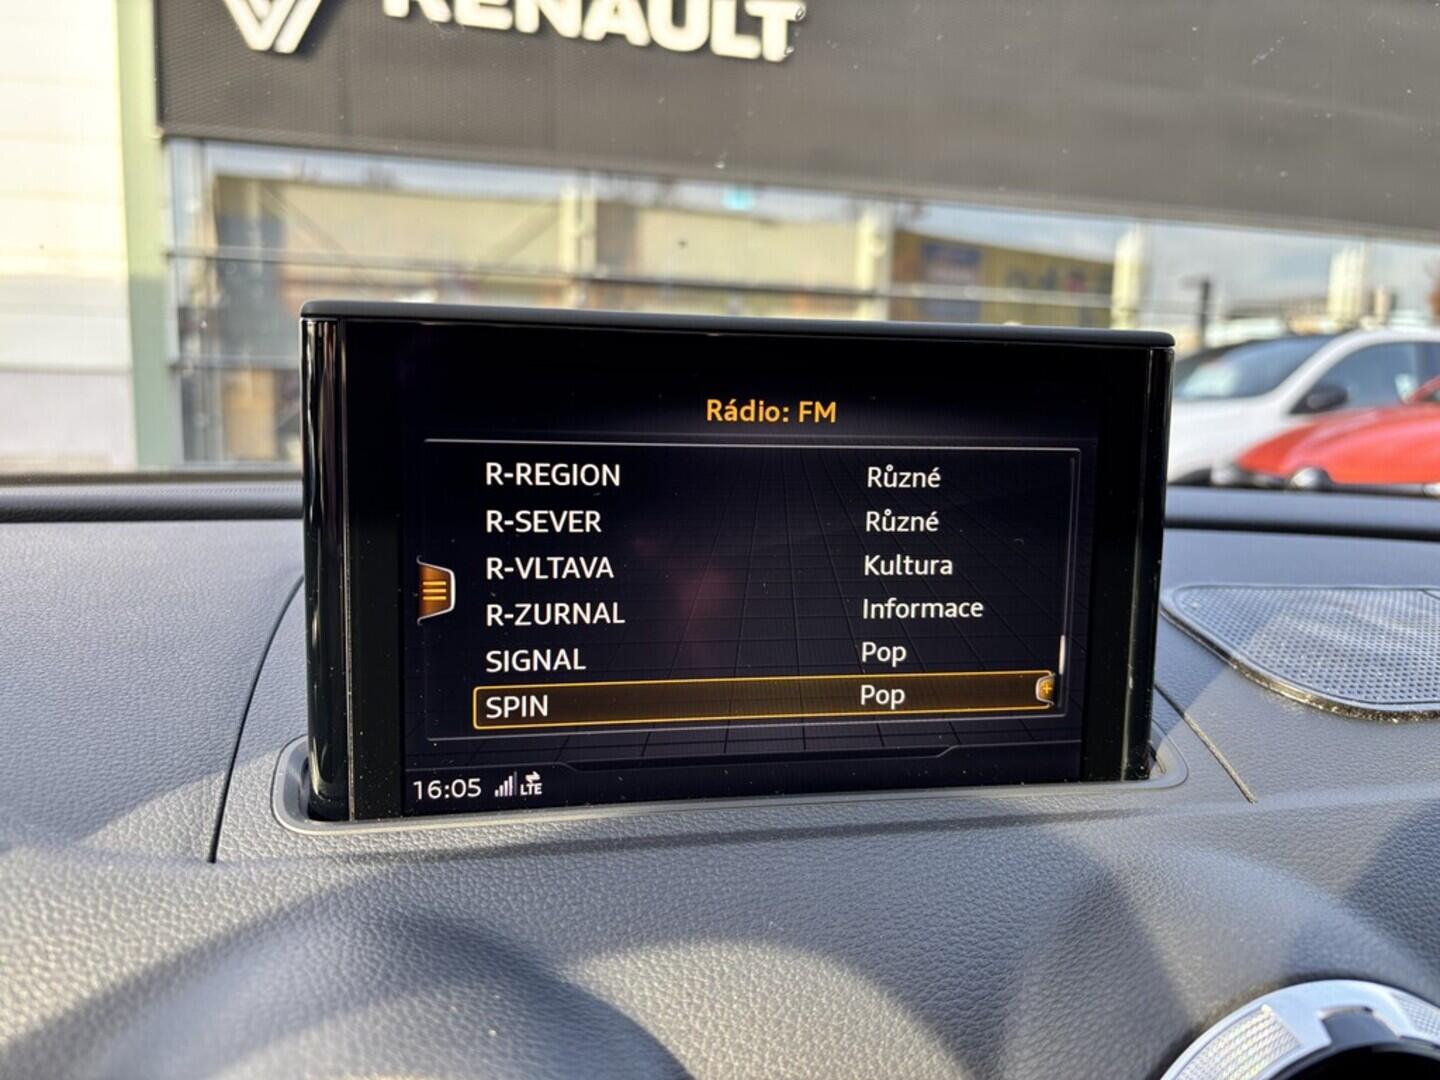 RENAULT
Rádio: FM
R-REGION Různé
R-SEVER Různé
R-VLTAVA Kultura
R-ZURNAL Informace
SIGNAL Pop
SPIN Pop
16:05 LTE